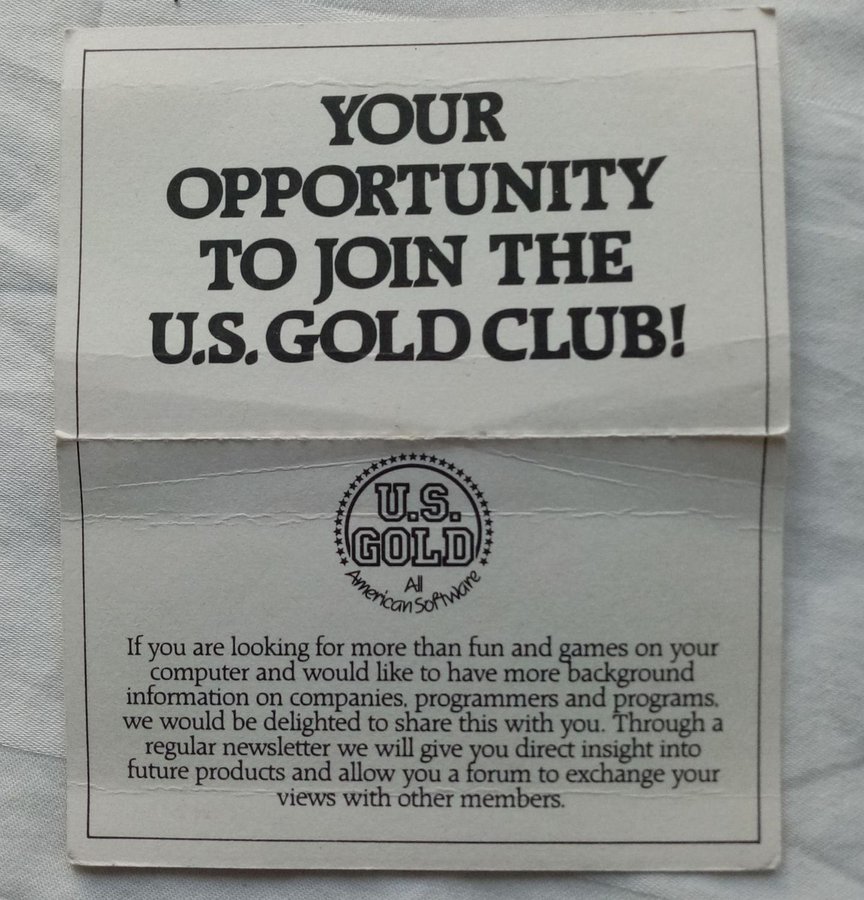 YOUR
OPPORTUNITY
TO JOIN THE
U.S. GOLD CLUB!
U.S.
GOLD
All
American Software
If you are looking for more than fun and games on your
computer and would like to have more background
information on companies, programmers and programs,
we would be delighted to share this with you. Through a
regular newsletter we will give you direct insight into
future products and allow you a forum to exchange your
views with other members.